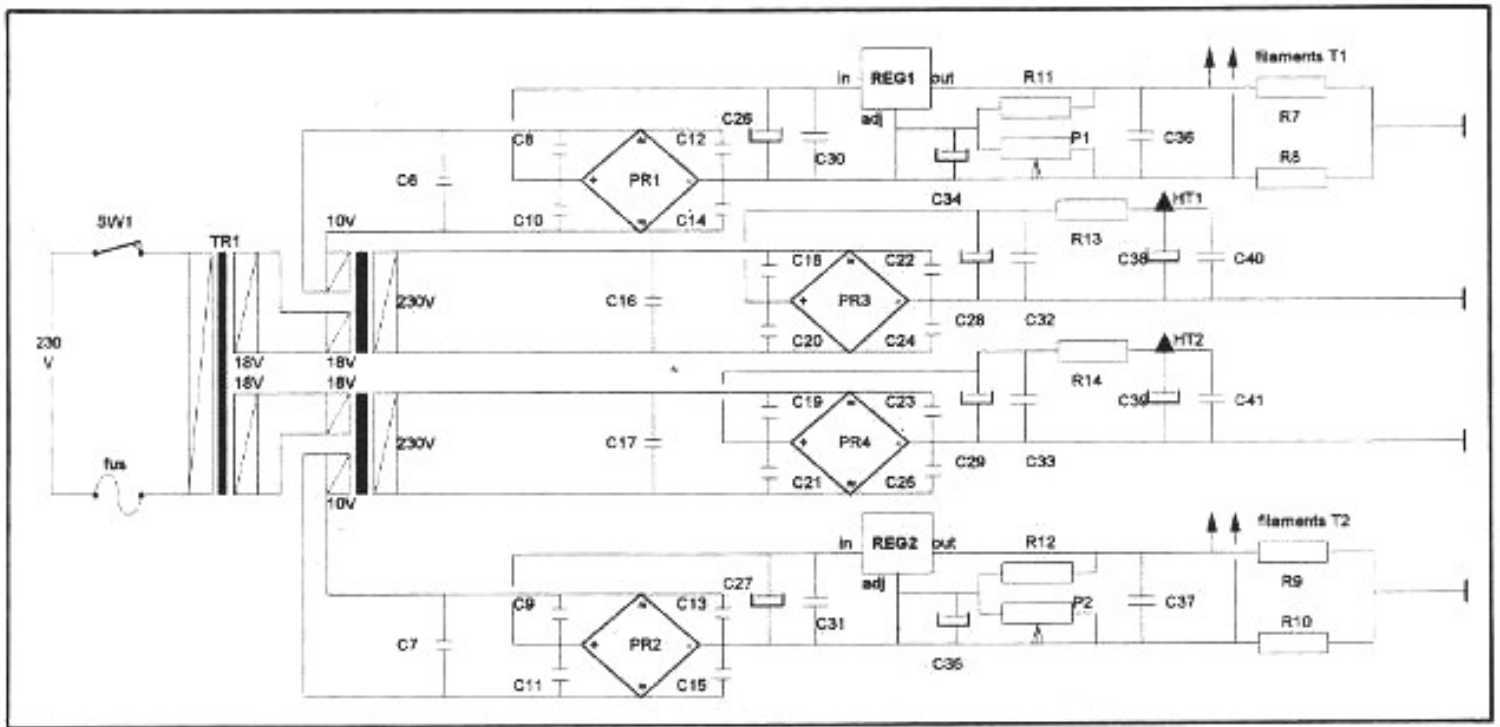 filaments T1
in REG1 out
R11
adj
C26
C8
C12
C30
P1
C36
R7
R8
C6
PR1
+
-
C10
C14
C34
HT1
SW1
TR1
10V
R13
C18
C22
C38
C40
C16
PR3
+
-
230V
C20
C24
C28
C32
HT2
230
V
18V
18V
18V
18V
R14
C19
C23
C39
C41
C17
PR4
+
-
230V
fus
C21
C25
C29
C33
10V
filaments T2
in REG2 out
R12
adj
C27
C9
C13
C31
P2
C37
R9
R10
C7
PR2
+
-
C11
C15
C35